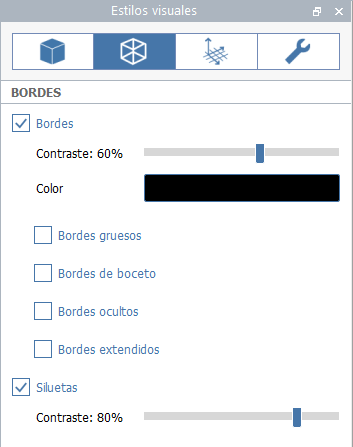 Estilos visuales
BORDES
Bordes
Contraste: 60%
Color
Bordes gruesos
Bordes de boceto
Bordes ocultos
Bordes extendidos
Siluetas
Contraste: 80%